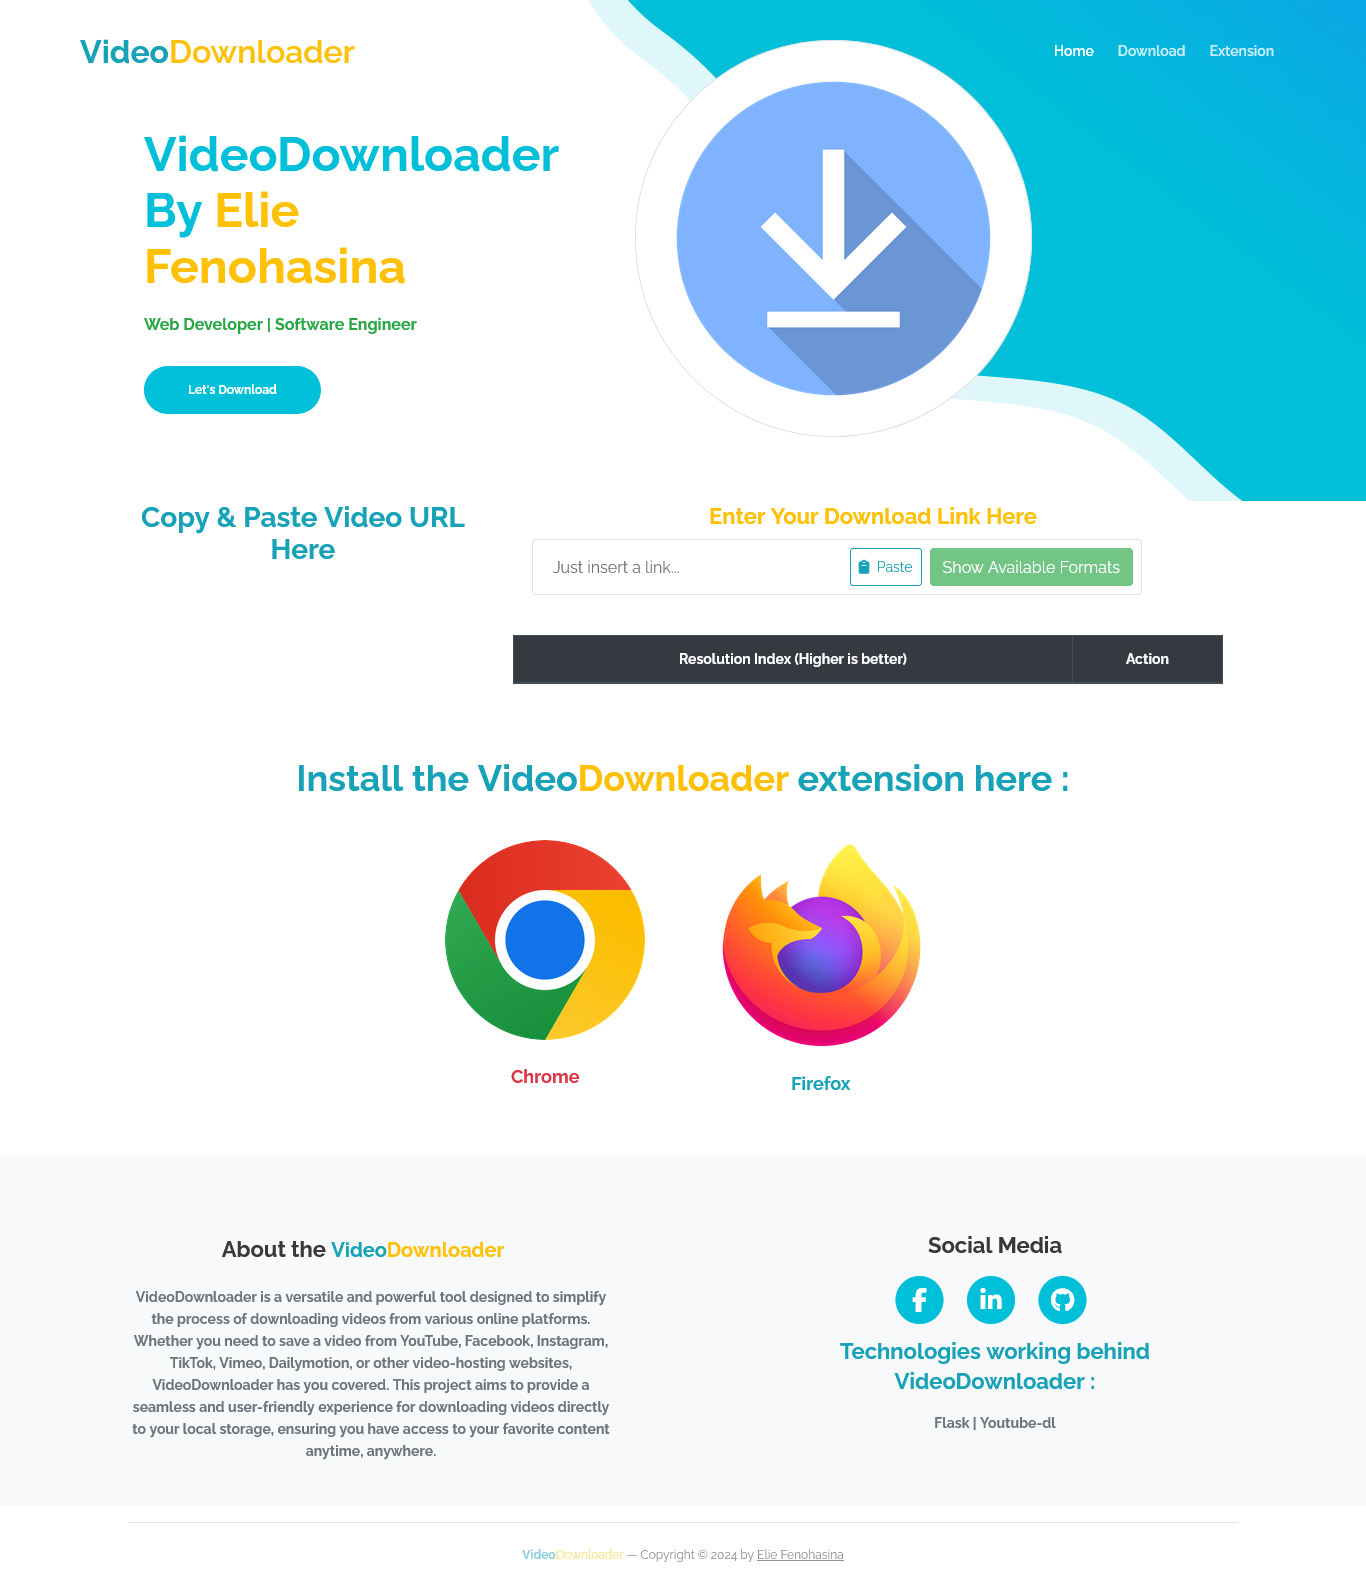 VideoDownloader
Home Download Extension
VideoDownloader
By Elie
Fenohasina
Web Developer | Software Engineer
Let's Download
Copy & Paste Video URL
Here
Enter Your Download Link Here
Just insert a link... Paste Show Available Formats
Resolution Index (Higher is better) Action
Install the VideoDownloader extension here :
Chrome
Firefox
About the VideoDownloader
VideoDownloader is a versatile and powerful tool designed to simplify
the process of downloading videos from various online platforms.
Whether you need to save a video from YouTube, Facebook, Instagram,
TikTok, Vimeo, Dailymotion, or other video-hosting websites,
VideoDownloader has you covered. This project aims to provide a
seamless and user-friendly experience for downloading videos directly
to your local storage, ensuring you have access to your favorite content
anytime, anywhere.
Social Media
Technologies working behind
VideoDownloader :
Flask | Youtube-dl
VideoDownloader — Copyright © 2024 by Elie Fenohasina